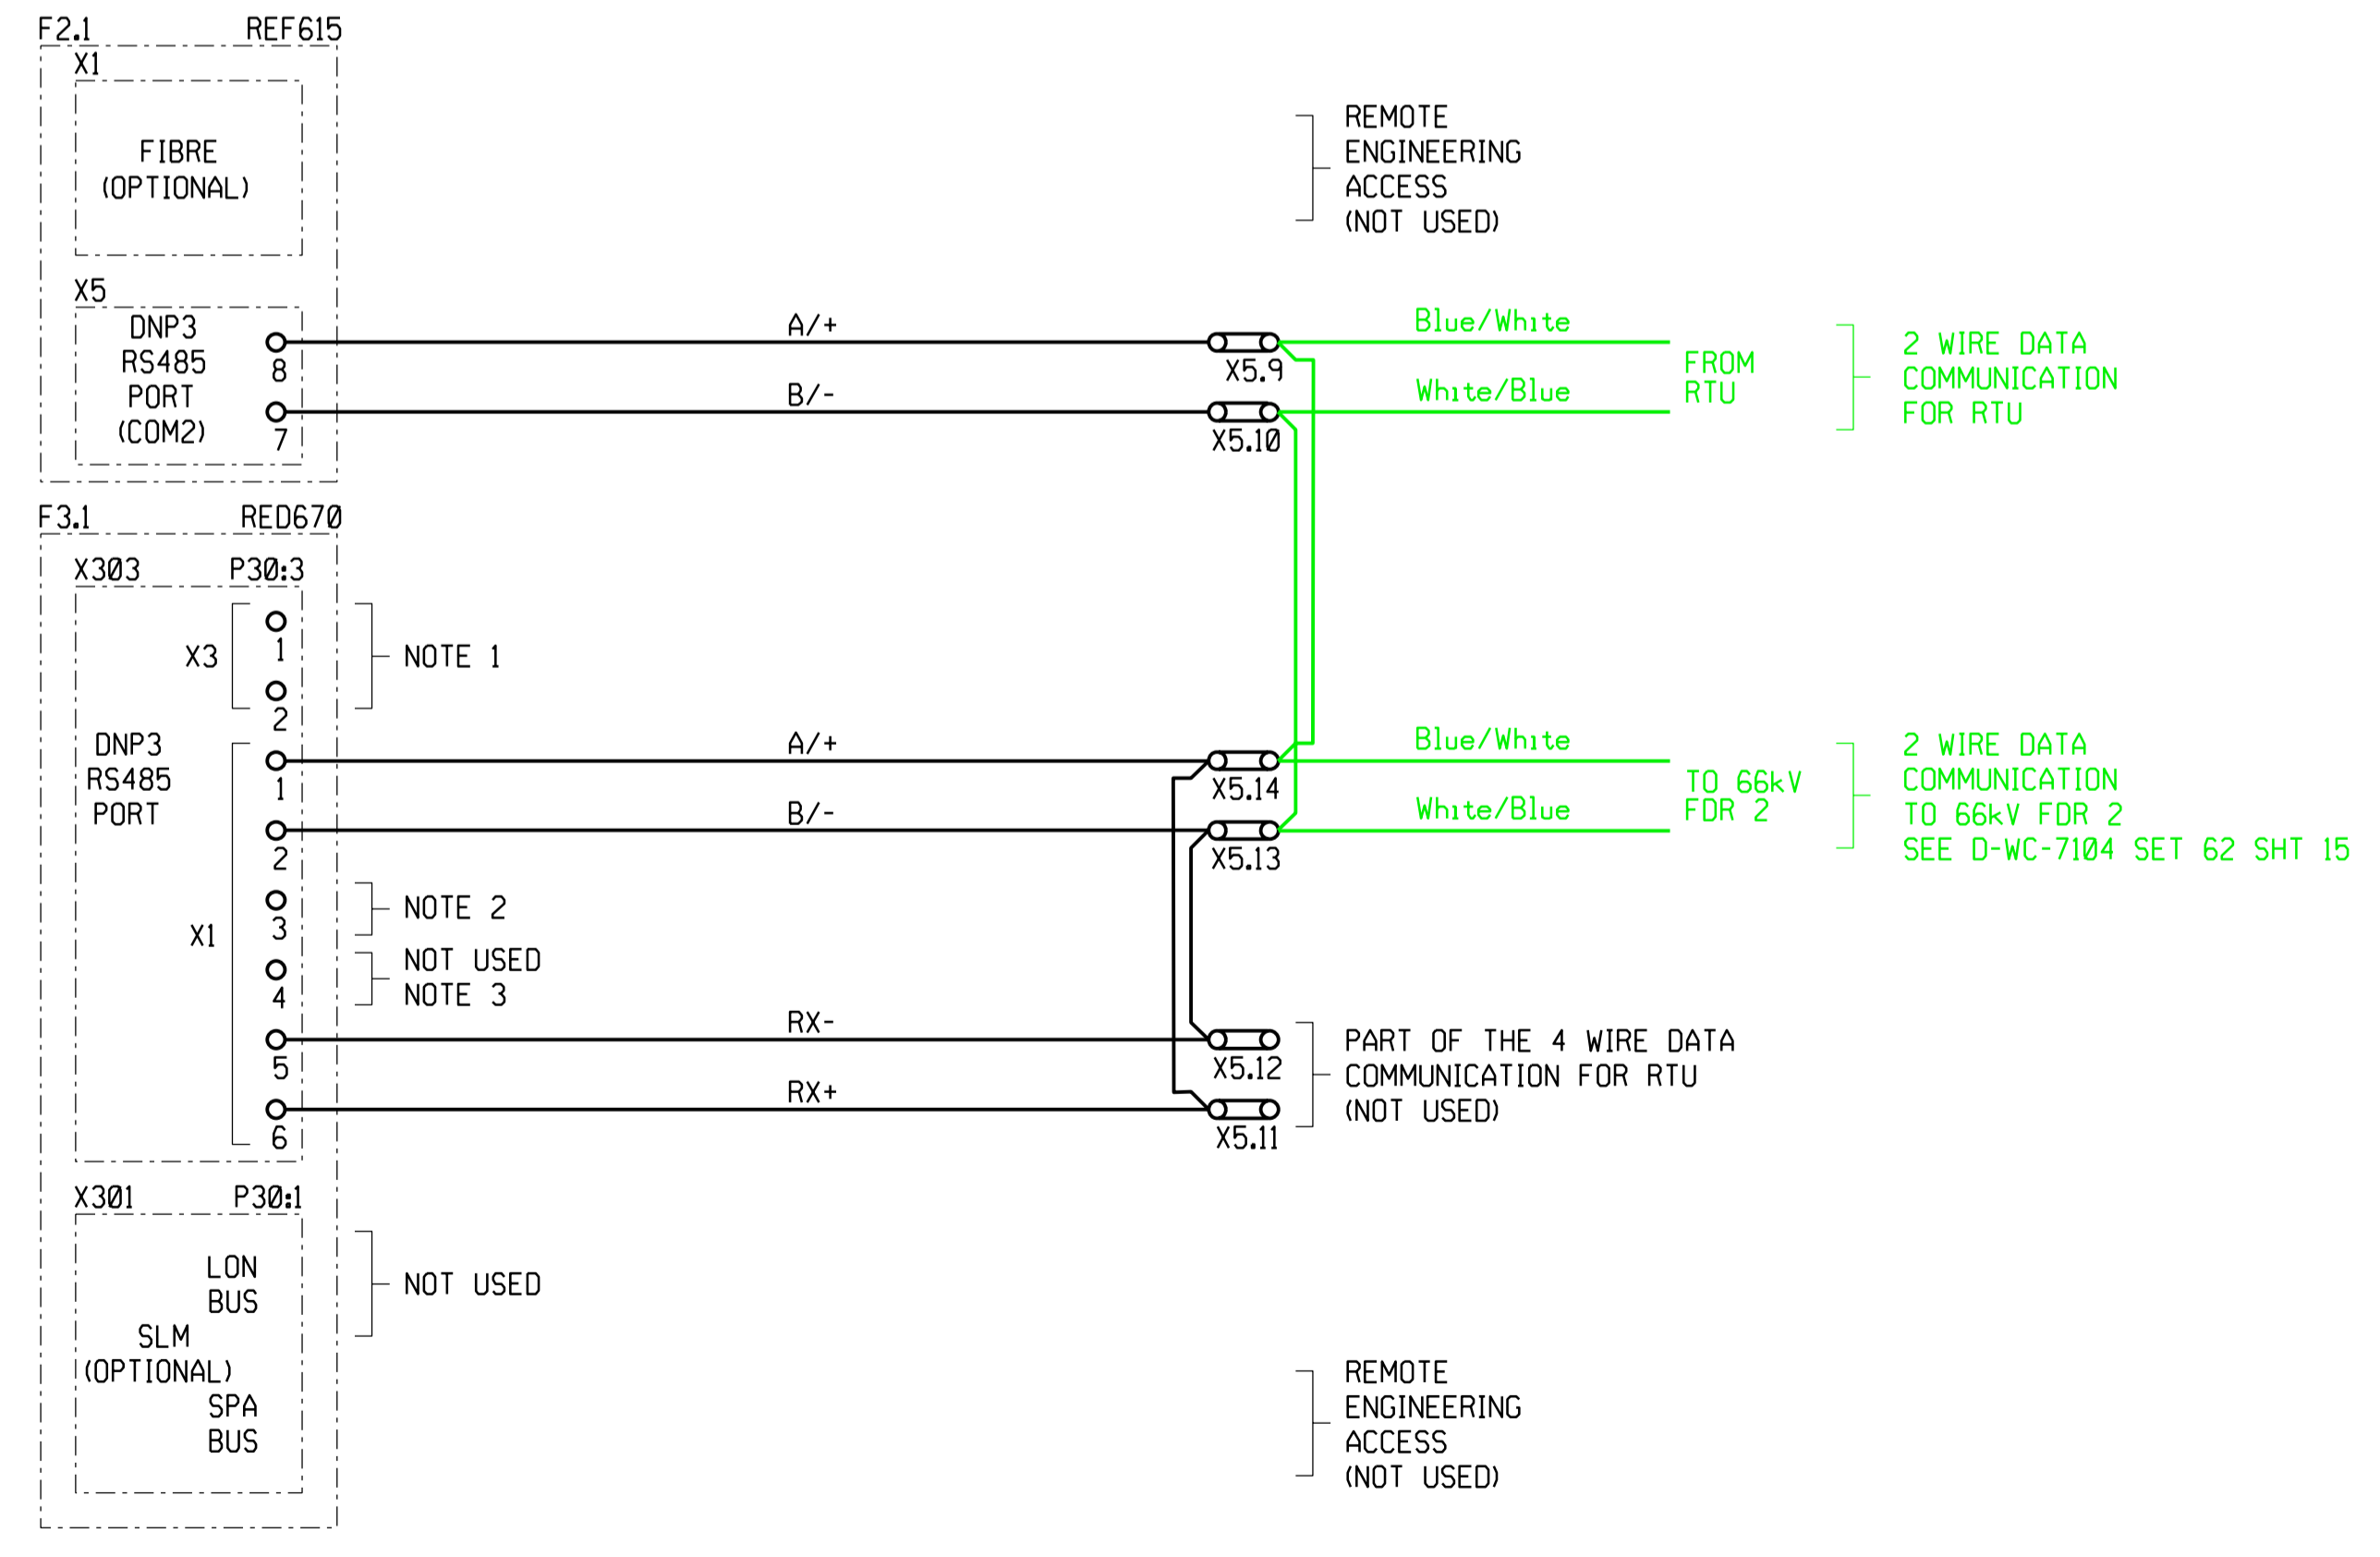 F2.1 REF615
X1
FIBRE
(OPTIONAL)
REMOTE
ENGINEERING
ACCESS
(NOT USED)
X5
DNP3
RS485
PORT
(COM2)
8
7
A/+
B/-
X5.9
X5.10
Blue/White
White/Blue
FROM
RTU
2 WIRE DATA
COMMUNICATION
FOR RTU
F3.1 RED670
X303 P30:3
X3
1
2
NOTE 1
DNP3
RS485
PORT
X1
1
2
3
4
5
6
A/+
B/-
NOTE 2
NOT USED
NOTE 3
RX-
RX+
X5.14
X5.13
X5.12
X5.11
Blue/White
White/Blue
TO 66kV
FDR 2
2 WIRE DATA
COMMUNICATION
TO 66kV FDR 2
SEE D-WC-7104 SET 62 SHT 15
PART OF THE 4 WIRE DATA
COMMUNICATION FOR RTU
(NOT USED)
X301 P30:1
LON
BUS
SLM
(OPTIONAL)
SPA
BUS
NOT USED
REMOTE
ENGINEERING
ACCESS
(NOT USED)